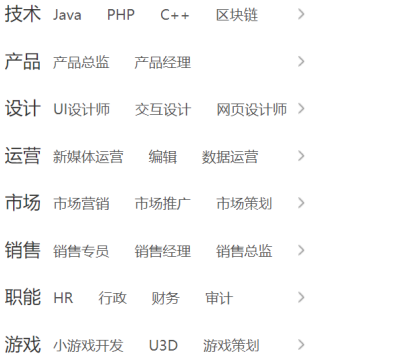 技术 Java PHP C++ 区块链
产品 产品总监 产品经理
设计 UI设计师 交互设计 网页设计师
运营 新媒体运营 编辑 数据运营
市场 市场营销 市场推广 市场策划
销售 销售专员 销售经理 销售总监
职能 HR 行政 财务 审计
游戏 小游戏开发 U3D 游戏策划